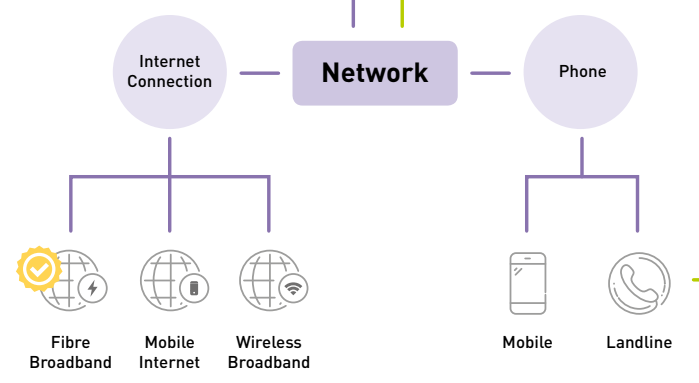 Internet
Connection
Network
Phone
Fibre
Broadband
Mobile
Internet
Wireless
Broadband
Mobile
Landline